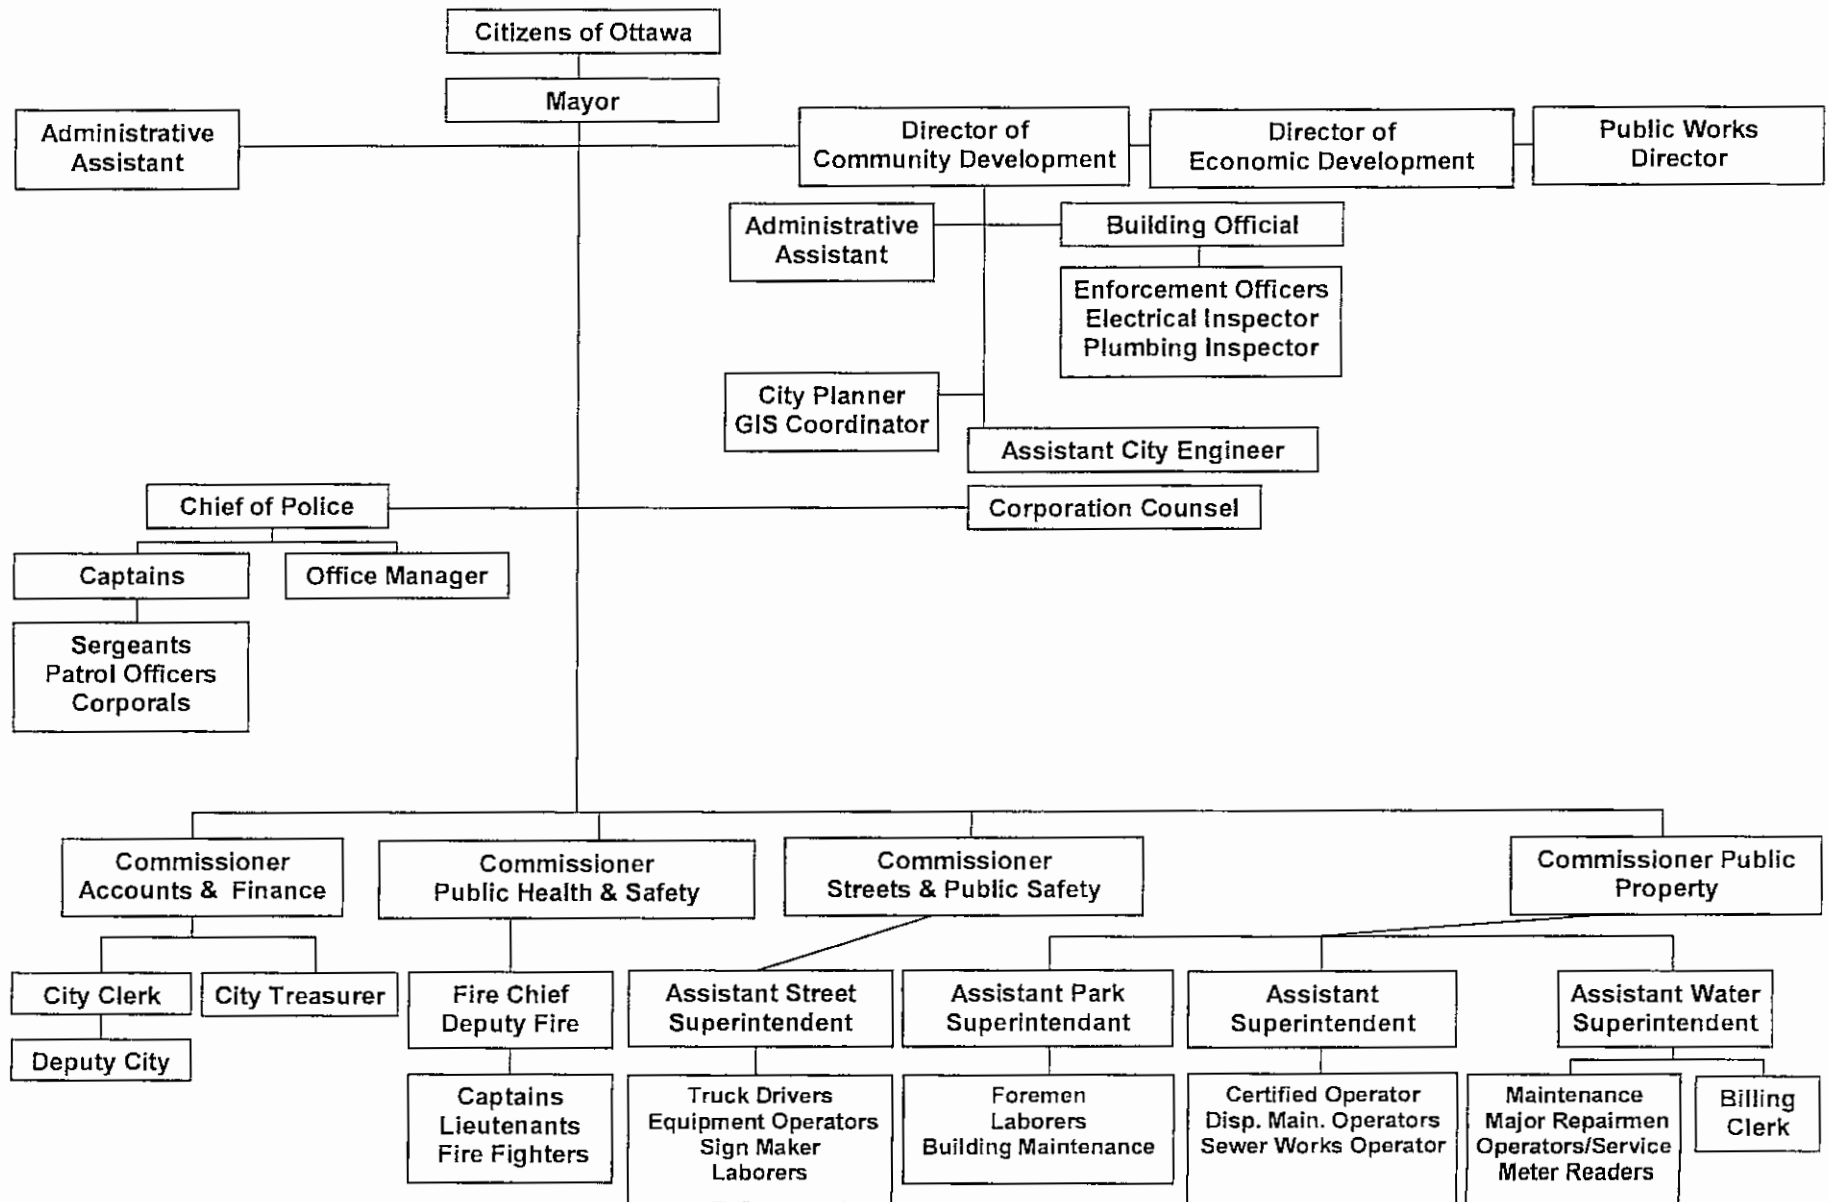 Citizens of Ottawa
Mayor
Administrative
Assistant
Director of
Community Development
Director of
Economic Development
Public Works
Director
Administrative
Assistant
Building Official
Enforcement Officers
Electrical Inspector
Plumbing Inspector
City Planner
GIS Coordinator
Assistant City Engineer
Chief of Police
Corporation Counsel
Captains
Office Manager
Sergeants
Patrol Officers
Corporals
Commissioner
Accounts & Finance
Commissioner
Public Health & Safety
Commissioner
Streets & Public Safety
Commissioner Public
Property
City Clerk
City Treasurer
Deputy City
Fire Chief
Deputy Fire
Assistant Street
Superintendent
Assistant Park
Superintendant
Assistant
Superintendent
Assistant Water
Superintendent
Captains
Lieutenants
Fire Fighters
Truck Drivers
Equipment Operators
Sign Maker
Laborers
Foremen
Laborers
Building Maintenance
Certified Operator
Disp. Main. Operators
Sewer Works Operator
Maintenance
Major Repairmen
Operators/Service
Meter Readers
Billing
Clerk